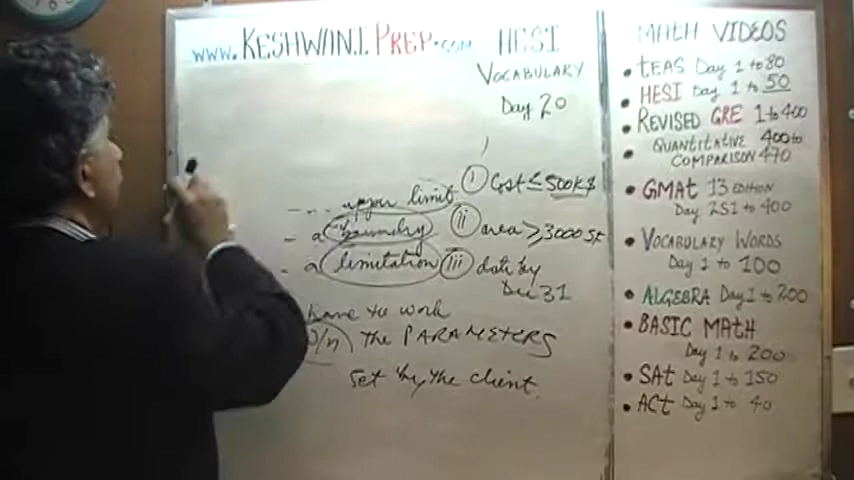 www.KESHWANI PREP.com
HESI
VOCABULARY
Day 20
- ... upper limit
- a boundry
- a limitation
i Cost ≤ 500K$
ii area ≥ 3000 SF
iii date by
Dec 31
have to work
w/n the PARAMETERS
set by the client.
MATH VIDEOS
• TEAS Day 1 to 80
• HESI Day 1 to 50
• REVISED GRE 1 to 400
• QUANTITATIVE 400 to
COMPARISON 470
• GMAT 13 EDITION
Day 251 to 400
• VOCABULARY WORDS
Day 1 to 100
• ALGEBRA Day 1 to 200
• BASIC MATH
Day 1 to 200
• SAT Day 1 to 150
• ACT Day 1 to 40